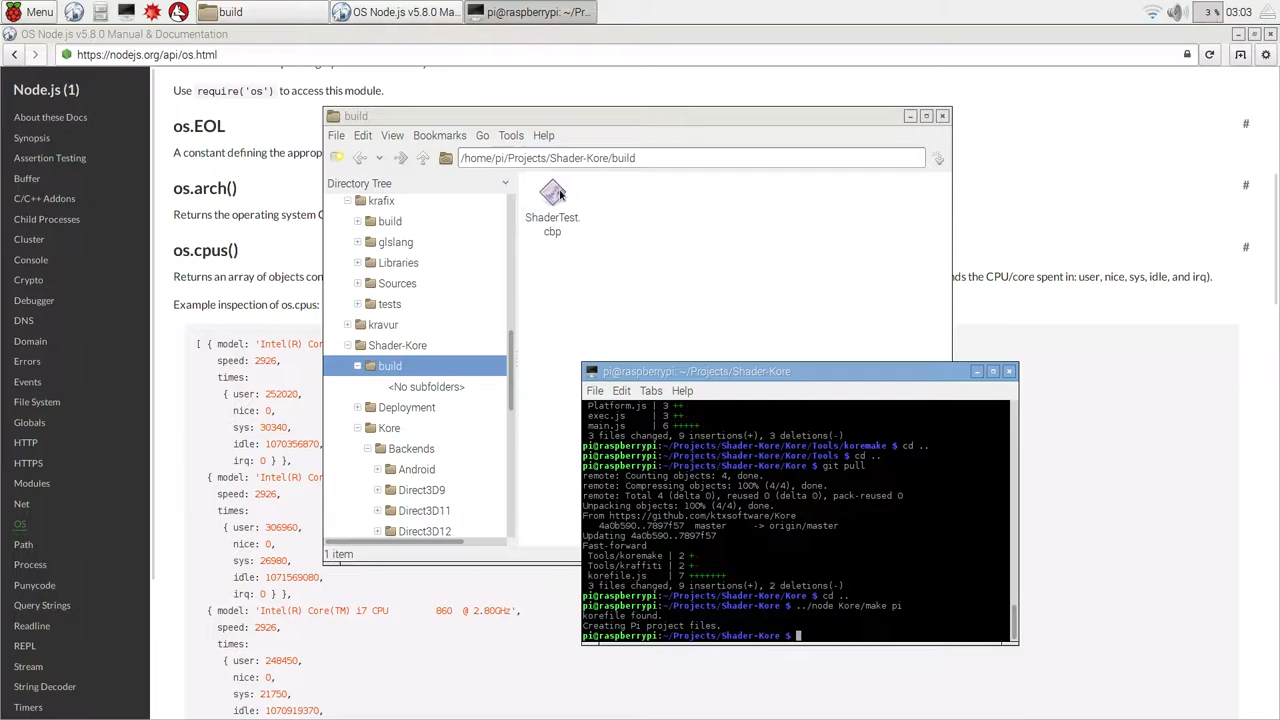 Menu
build
OS Node.js v5.8.0 Ma...
pi@raspberrypi: ~/Pr...
3 %
03:03
OS Node.js v5.8.0 Manual & Documentation
https://nodejs.org/api/os.html
Node.js (1)
About these Docs
Synopsis
Assertion Testing
Buffer
C/C++ Addons
Child Processes
Cluster
Console
Crypto
Debugger
DNS
Domain
Errors
Events
File System
Globals
HTTP
HTTPS
Modules
Net
OS
Path
Process
Punycode
Query Strings
Readline
REPL
Stream
String Decoder
Timers
Use require('os') to access this module.
os.EOL
#
A constant defining the approp
os.arch()
#
Returns the operating system C
os.cpus()
#
Returns an array of objects con
nds the CPU/core spent in: user, nice, sys, idle, and irq).
Example inspection of os.cpus:
[ { model: 'Intel(R) Cor
speed: 2926,
times:
{ user: 252020,
nice: 0,
sys: 30340,
idle: 1070356870,
irq: 0 } },
{ model: 'Intel(R) Cor
speed: 2926,
times:
{ user: 306960,
nice: 0,
sys: 26980,
idle: 1071569080,
irq: 0 } },
{ model: 'Intel(R) Core(TM) i7 CPU 860 @ 2.80GHz',
speed: 2926,
times:
{ user: 248450,
nice: 0,
sys: 21750,
idle: 1070919370,
build
File Edit View Bookmarks Go Tools Help
/home/pi/Projects/Shader-Kore/build
Directory Tree
krafix
build
glslang
Libraries
Sources
tests
kravur
Shader-Kore
build
<No subfolders>
Deployment
Kore
Backends
Android
Direct3D9
Direct3D11
Direct3D12
ShaderTest.
cbp
1 item
pi@raspberrypi: ~/Projects/Shader-Kore
File Edit Tabs Help
Platform.js | 3 ++
exec.js | 3 ++
main.js | 6 +++++
3 files changed, 9 insertions(+), 3 deletions(-)
pi@raspberrypi:~/Projects/Shader-Kore/Kore/Tools/koremake $ cd ..
pi@raspberrypi:~/Projects/Shader-Kore/Kore/Tools $ cd ..
pi@raspberrypi:~/Projects/Shader-Kore/Kore $ git pull
remote: Counting objects: 4, done.
remote: Compressing objects: 100% (4/4), done.
remote: Total 4 (delta 0), reused 0 (delta 0), pack-reused 0
Unpacking objects: 100% (4/4), done.
From https://github.com/ktxsoftware/Kore
4a0b590..7897f57 master -> origin/master
Updating 4a0b590..7897f57
Fast-forward
Tools/koremake | 2 +
Tools/kraffiti | 2 +
korefile.js | 7 +++++++
3 files changed, 9 insertions(+), 2 deletions(-)
pi@raspberrypi:~/Projects/Shader-Kore/Kore $ cd ..
pi@raspberrypi:~/Projects/Shader-Kore $ ../node Kore/make pi
korefile found.
Creating Pi project files.
pi@raspberrypi:~/Projects/Shader-Kore $